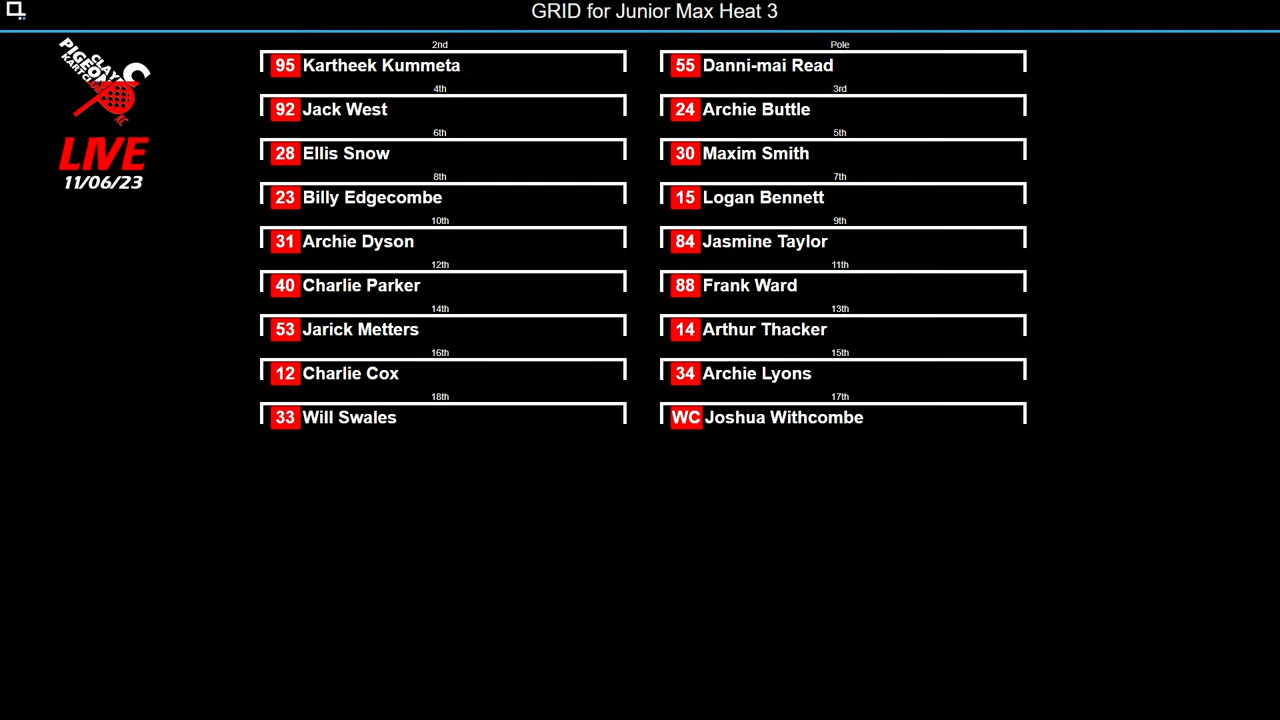 GRID for Junior Max Heat 3
CLAY
PIGEON
KART CLUB
LIVE
11/06/23
2nd
95 Kartheek Kummeta
Pole
55 Danni-mai Read
4th
92 Jack West
3rd
24 Archie Buttle
6th
28 Ellis Snow
5th
30 Maxim Smith
8th
23 Billy Edgecombe
7th
15 Logan Bennett
10th
31 Archie Dyson
9th
84 Jasmine Taylor
12th
40 Charlie Parker
11th
88 Frank Ward
14th
53 Jarick Metters
13th
14 Arthur Thacker
16th
12 Charlie Cox
15th
34 Archie Lyons
18th
33 Will Swales
17th
WC Joshua Withcombe